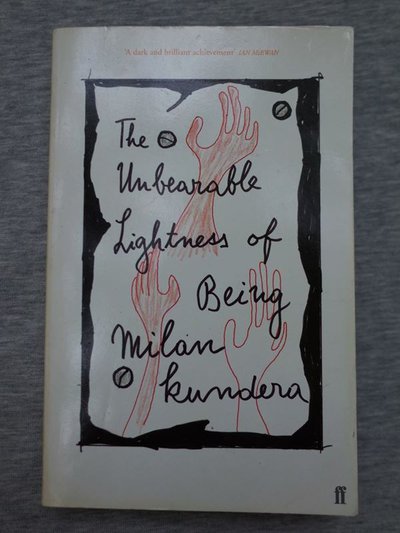 'A dark and brilliant achievement' IAN McEWAN
The
Unbearable
Lightness of
Being
Milan
Kundera
ff